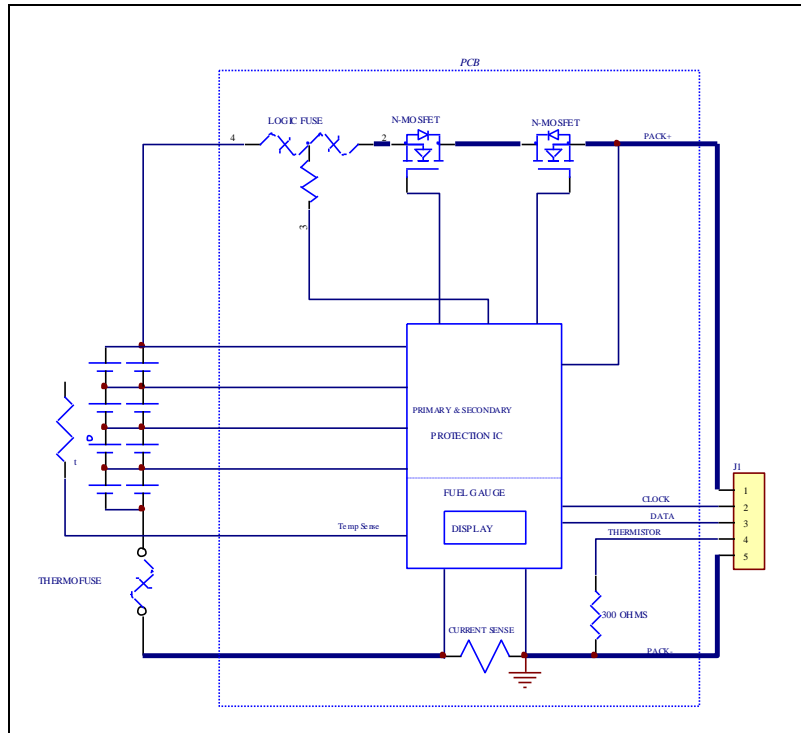 PCB
LOGIC FUSE
N-MOSFET
N-MOSFET
4
2
PACK+
3
PRIMARY & SECONDARY
PROTECTION IC
t
J1
FUEL GAUGE
1
CLOCK
2
DATA
3
DISPLAY
Temp Sense
THERMISTOR
4
5
THERMOFUSE
300 OHMS
CURRENT SENSE
PACK-